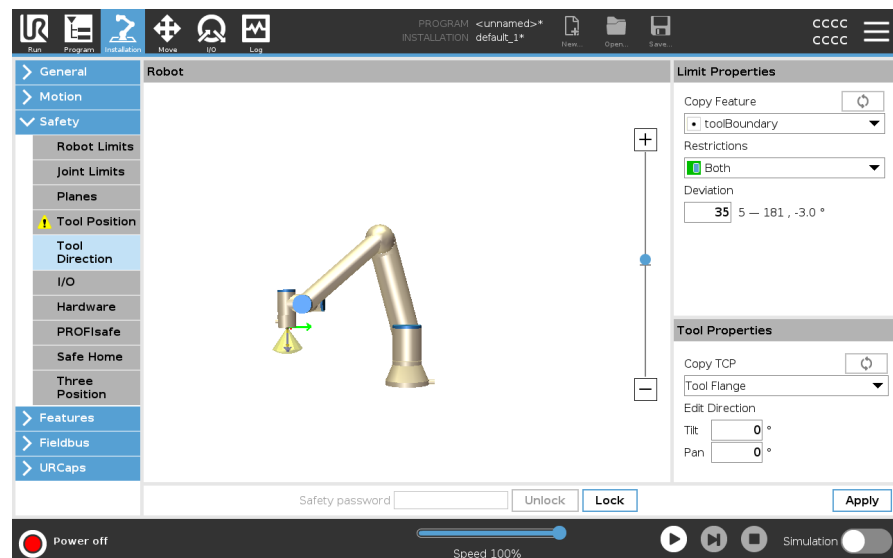 PROGRAM <unnamed>*
INSTALLATION default_1*
Run Program Installation Move I/O Log New... Open... Save...
CCCC
CCCC
General
Motion
Safety
Robot Limits
Joint Limits
Planes
Tool Position
Tool
Direction
I/O
Hardware
PROFIsafe
Safe Home
Three
Position
Features
Fieldbus
URCaps
Robot
+
−
Limit Properties
Copy Feature
toolBoundary
Restrictions
Both
Deviation
35 5 — 181 , -3.0 °
Tool Properties
Copy TCP
Tool Flange
Edit Direction
Tilt 0 °
Pan 0 °
Safety password Unlock Lock Apply
Power off
Speed 100%
Simulation